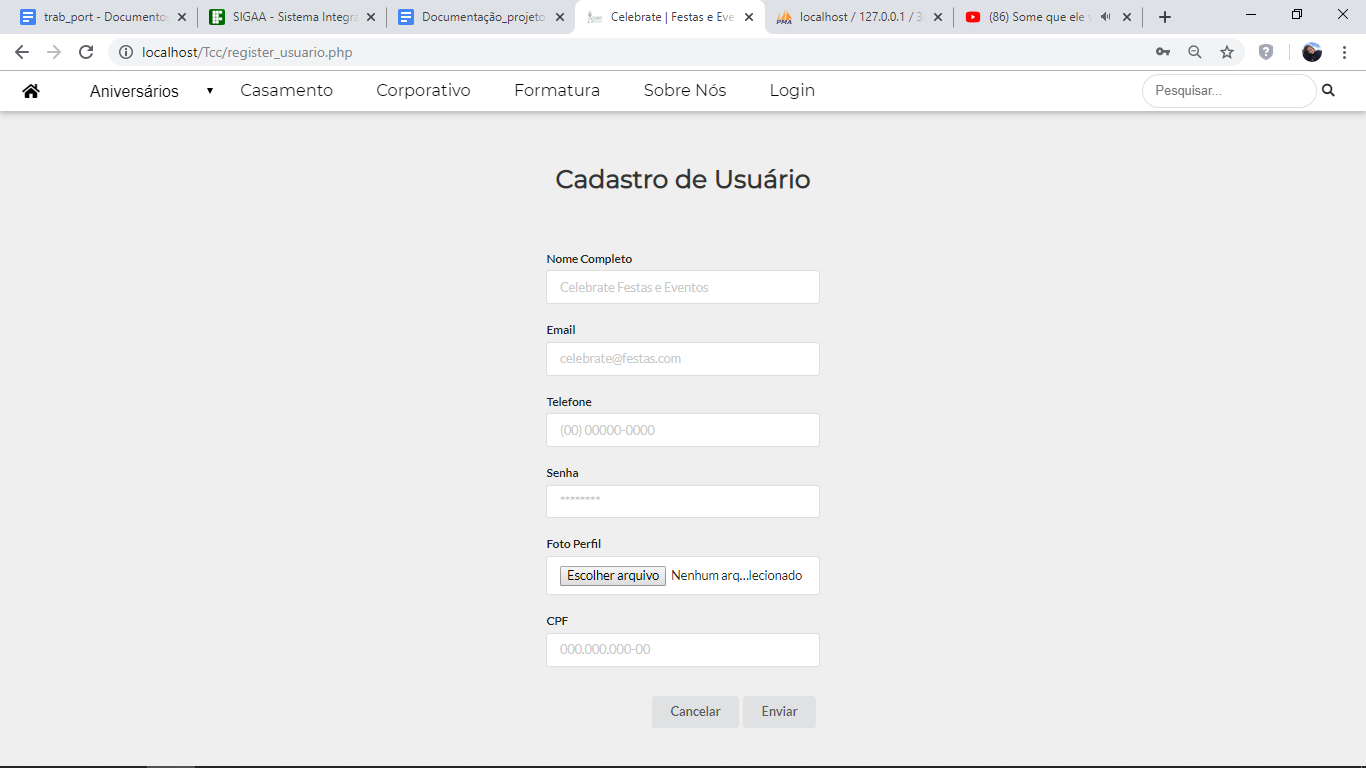 trab_port - Documento
SIGAA - Sistema Integra
Documentação_projeto
Celebrate | Festas e Eve
localhost / 127.0.0.1 / 3
(86) Some que ele v
localhost/Tcc/register_usuario.php
Aniversários
Casamento
Corporativo
Formatura
Sobre Nós
Login
Pesquisar...
Cadastro de Usuário
Nome Completo
Celebrate Festas e Eventos
Email
celebrate@festas.com
Telefone
(00) 00000-0000
Senha
********
Foto Perfil
Escolher arquivo Nenhum arq...lecionado
CPF
000.000.000-00
Cancelar
Enviar